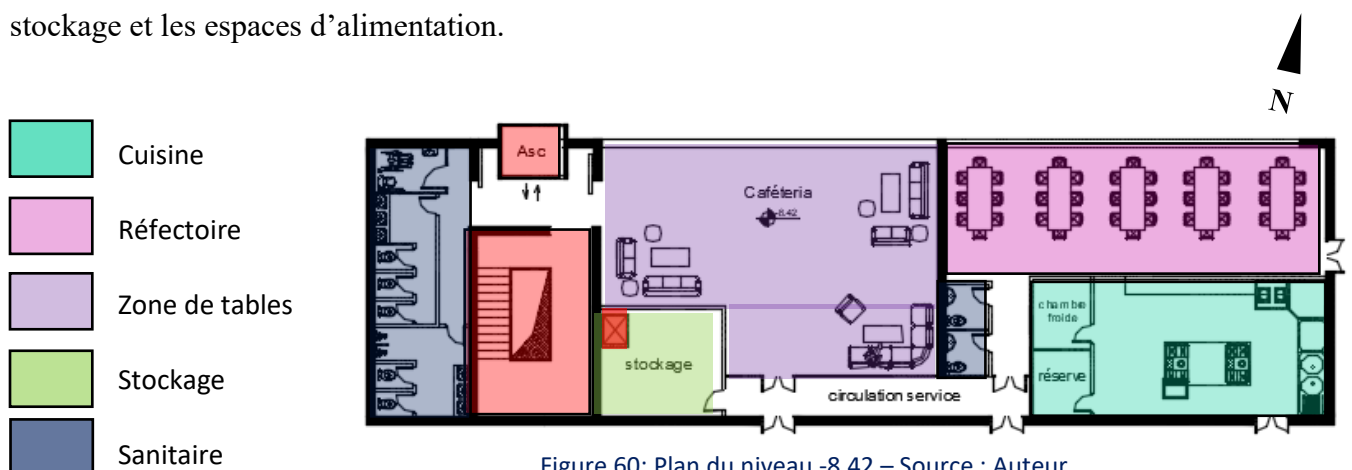 stockage et les espaces d’alimentation.
N
Cuisine
Réfectoire
Zone de tables
Stockage
Sanitaire
Asc
Caféteria
-8.42
chambre
froide
stockage
réserve
circulation service
Figure 60: Plan du niveau -8.42 – Source : Auteur